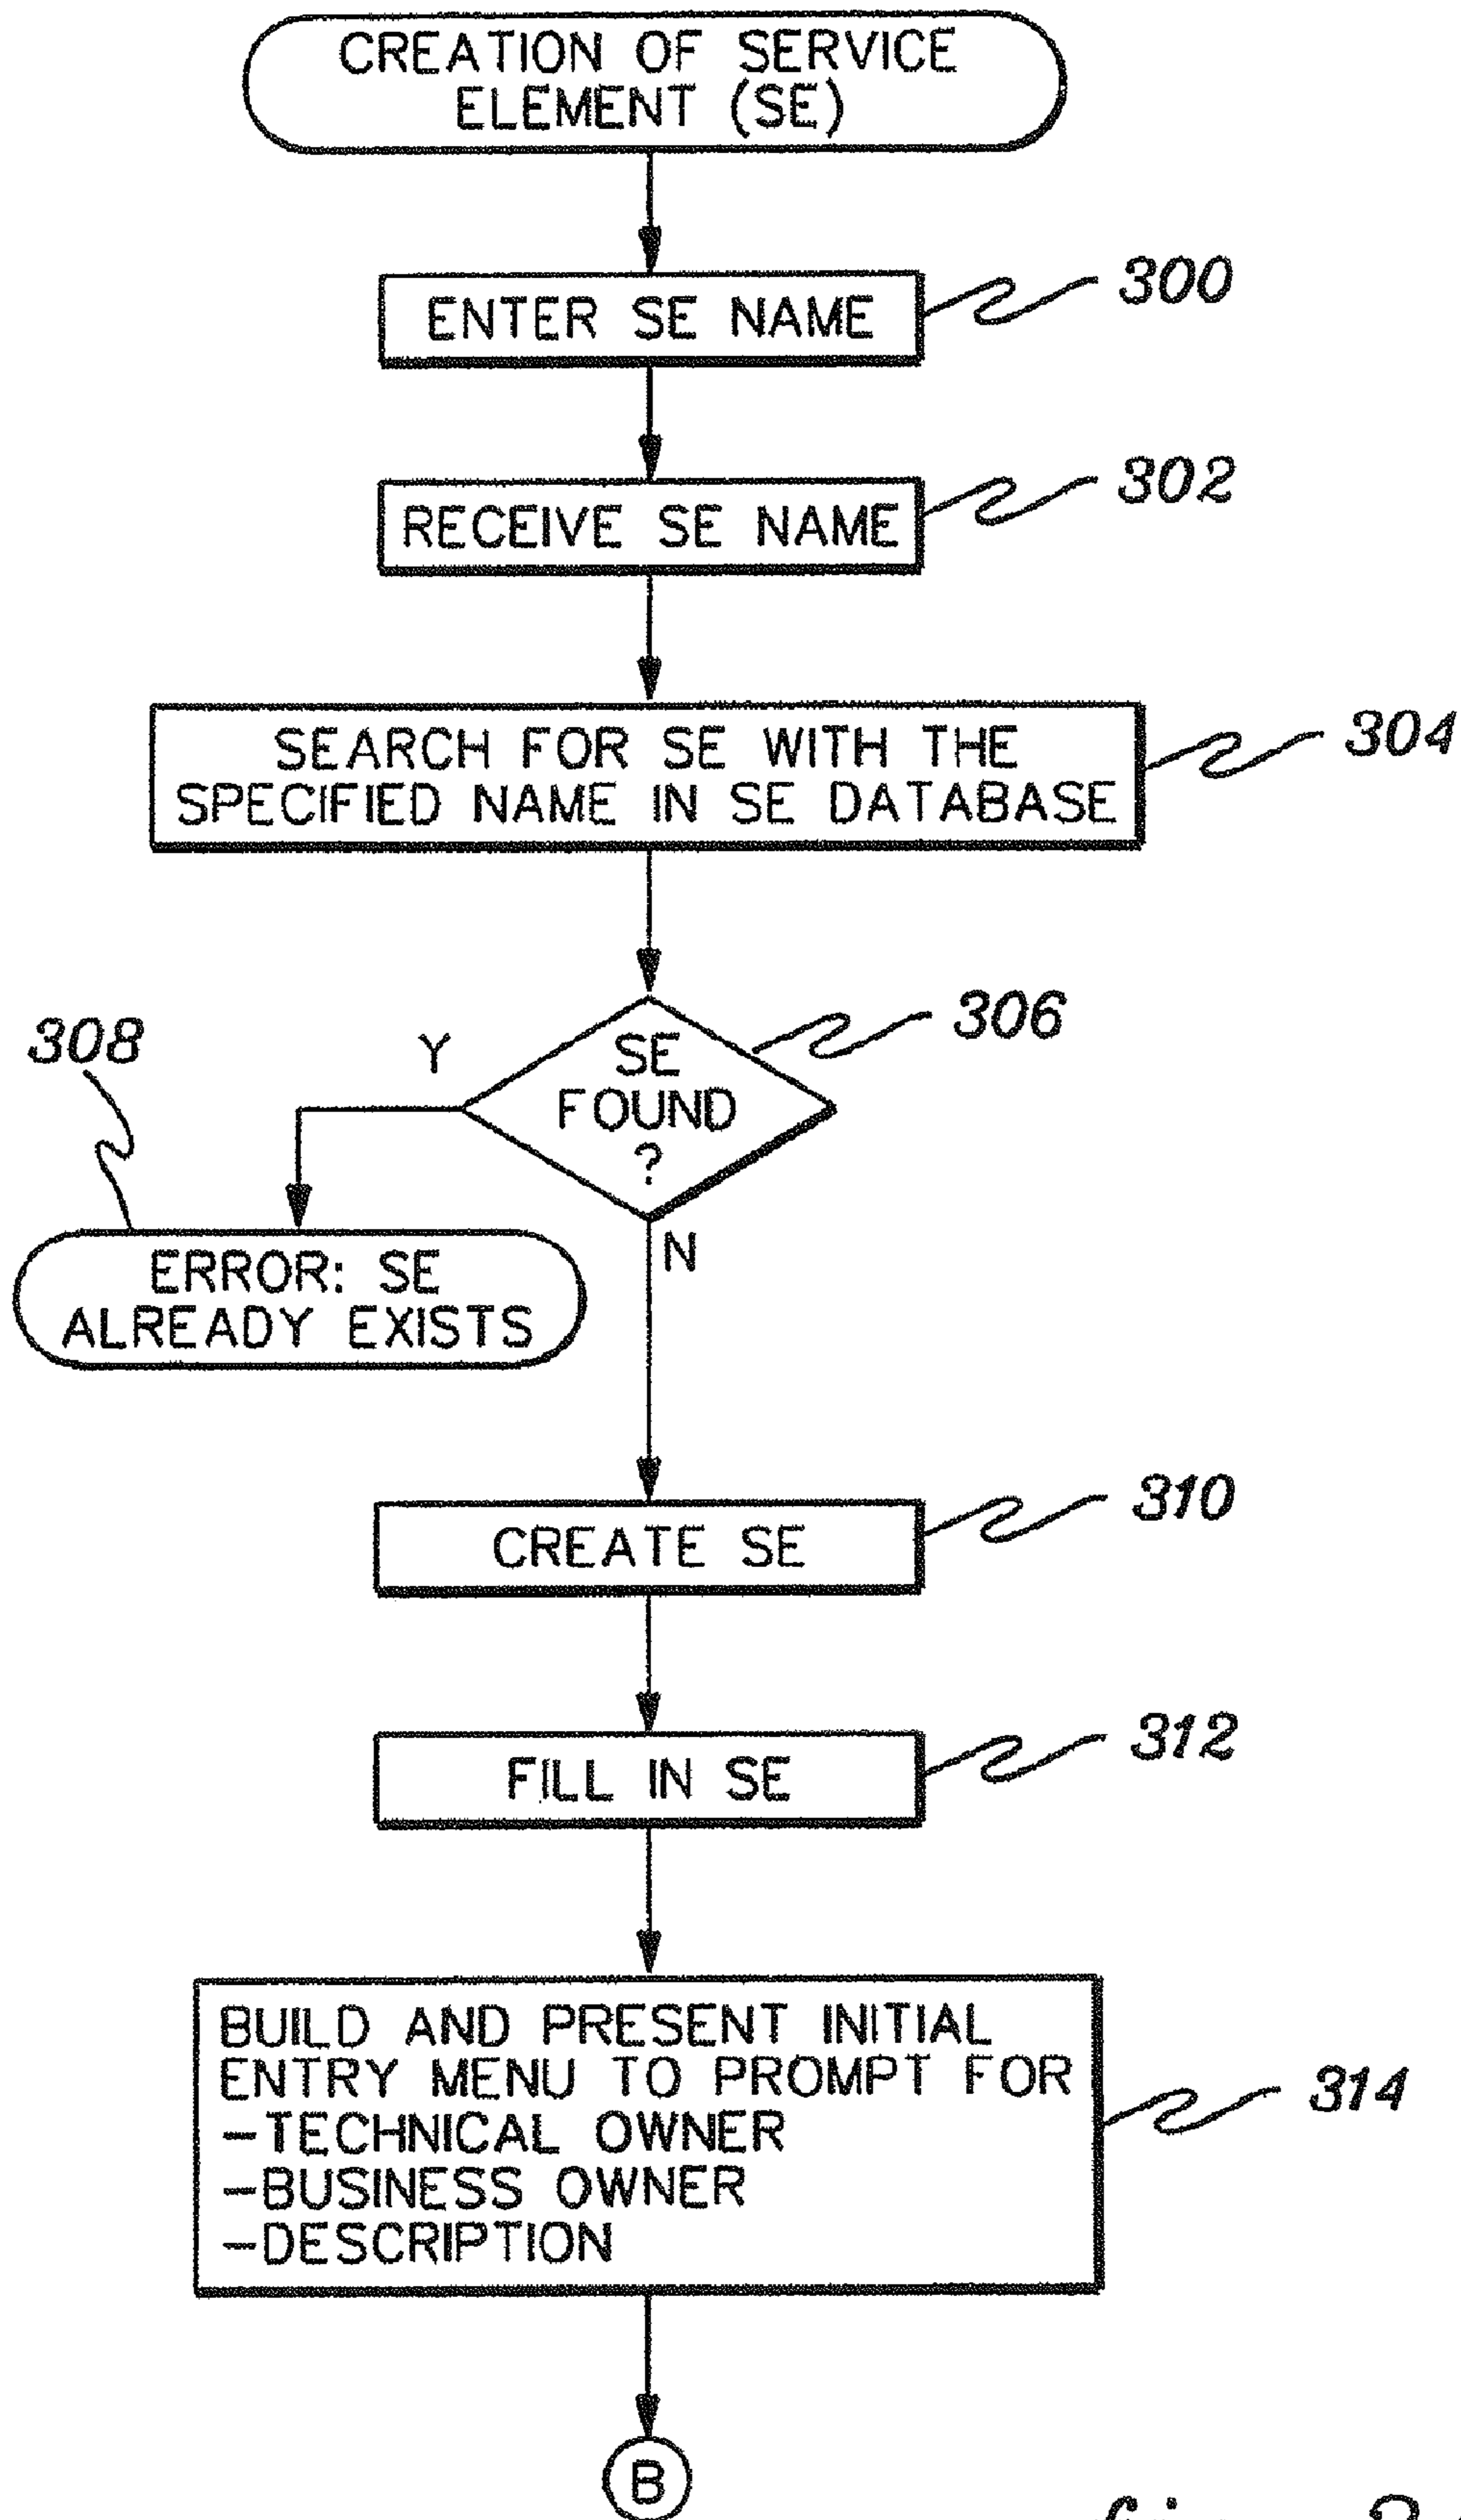 CREATION OF SERVICE
ELEMENT (SE)
ENTER SE NAME
300
RECEIVE SE NAME
302
SEARCH FOR SE WITH THE
SPECIFIED NAME IN SE DATABASE
304
306
308
Y
SE
FOUND
?
N
ERROR: SE
ALREADY EXISTS
CREATE SE
310
FILL IN SE
312
BUILD AND PRESENT INITIAL
ENTRY MENU TO PROMPT FOR
-TECHNICAL OWNER
-BUSINESS OWNER
-DESCRIPTION
314
B